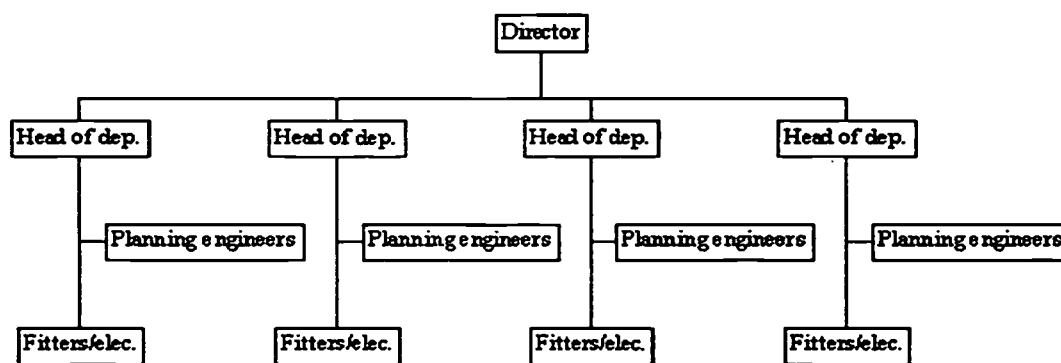 Director
Head of dep.
Head of dep.
Head of dep.
Head of dep.
Planning engineers
Planning engineers
Planning engineers
Planning engineers
Fitters/elec.
Fitters/elec.
Fitters/elec.
Fitters/elec.